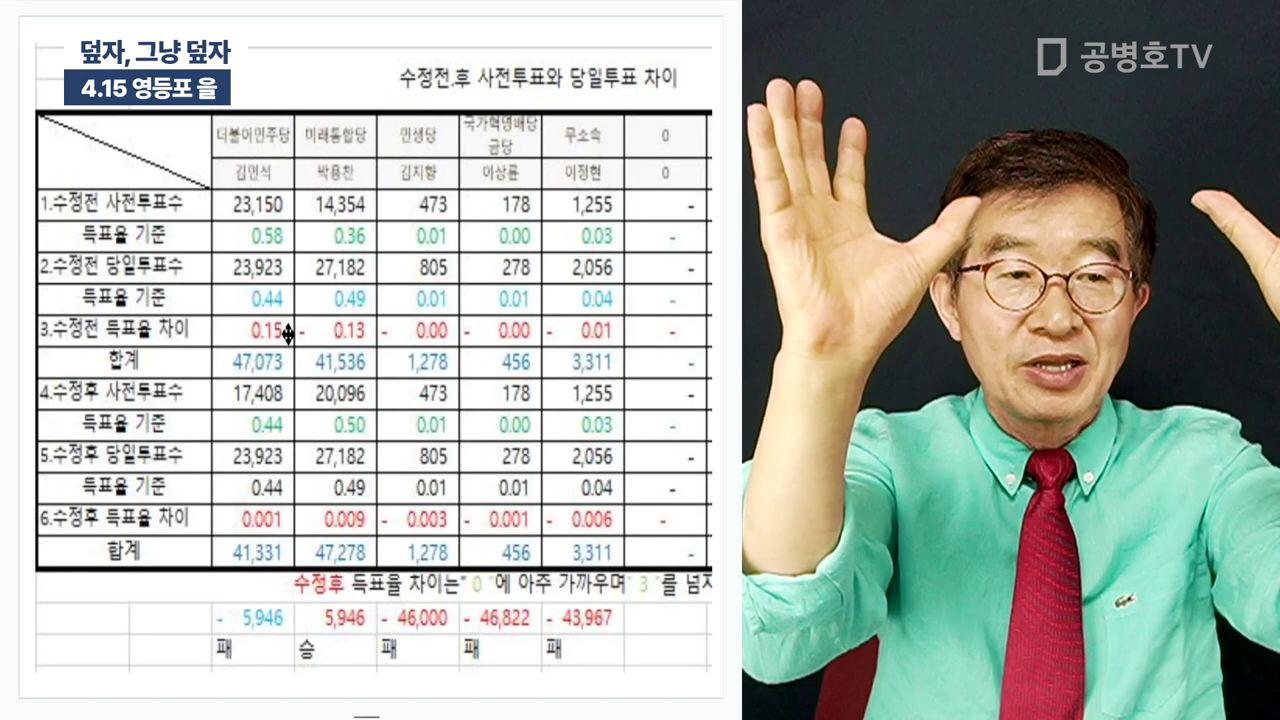 덮자, 그냥 덮자
4.15 영등포 을
공병호TV
수정전.후 사전투표와 당일투표 차이
더불어민주당 미래통합당 민생당 국가혁명배당금당 무소속 0
김민석 박용찬 김지향 이상륜 이정현 0
1.수정전 사전투표수 23,150 14,354 473 178 1,255 -
득표율 기준 0.58 0.36 0.01 0.00 0.03 -
2.수정전 당일투표수 23,923 27,182 805 278 2,056 -
득표율 기준 0.44 0.49 0.01 0.01 0.04 -
3.수정전 득표율 차이 0.15 - 0.13 - 0.00 - 0.00 - 0.01 -
합계 47,073 41,536 1,278 456 3,311 -
4.수정후 사전투표수 17,408 20,096 473 178 1,255 -
득표율 기준 0.44 0.50 0.01 0.00 0.03 -
5.수정후 당일투표수 23,923 27,182 805 278 2,056 -
득표율 기준 0.44 0.49 0.01 0.01 0.04 -
6.수정후 득표율 차이 0.001 0.009 - 0.003 - 0.001 - 0.006 -
합계 41,331 47,278 1,278 456 3,311 -
수정후 득표율 차이는" 0 "에 아주 가까우며" 3 "를 넘지
- 5,946 5,946 - 46,000 - 46,822 - 43,967
패 승 패 패 패